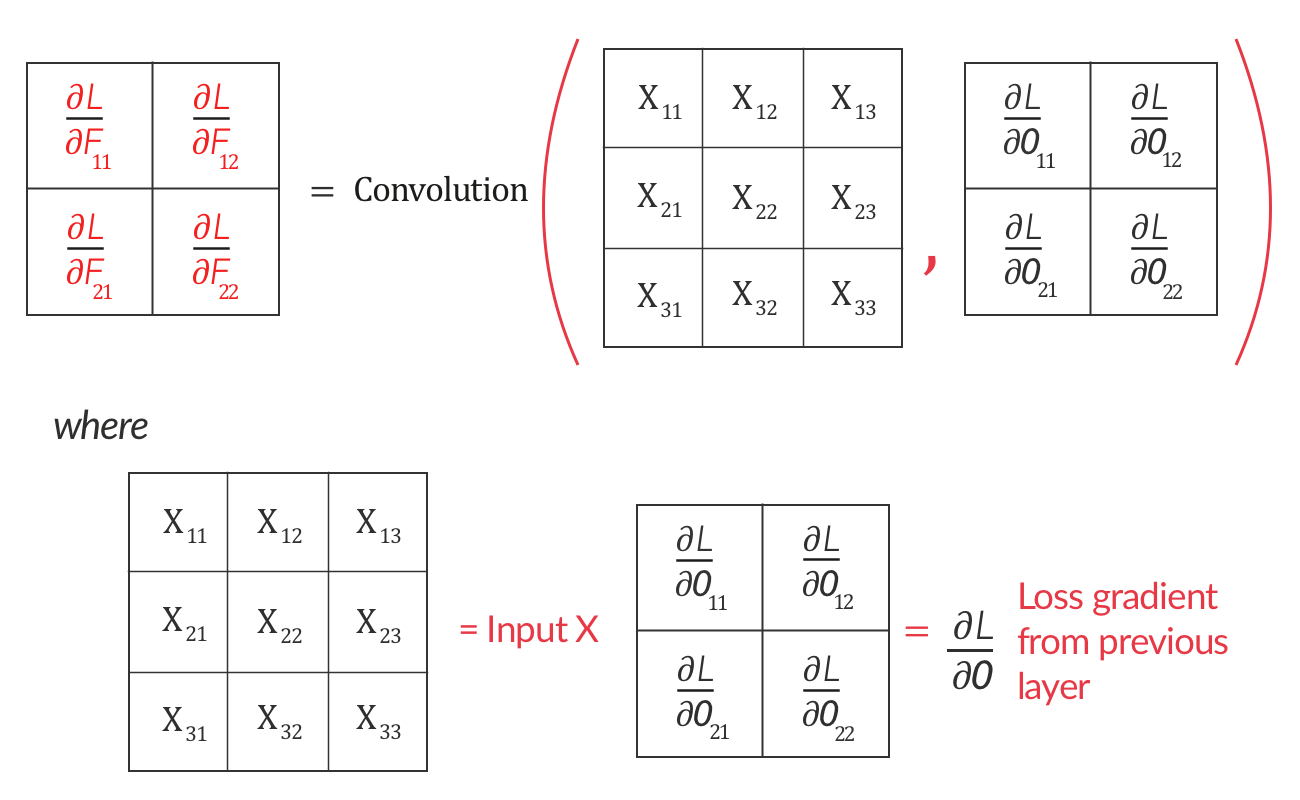 ∂L/∂F₁₁ ∂L/∂F₁₂
∂L/∂F₂₁ ∂L/∂F₂₂
= Convolution (
X₁₁ X₁₂ X₁₃
X₂₁ X₂₂ X₂₃
X₃₁ X₃₂ X₃₃
,
∂L/∂O₁₁ ∂L/∂O₁₂
∂L/∂O₂₁ ∂L/∂O₂₂
)
where
X₁₁ X₁₂ X₁₃
X₂₁ X₂₂ X₂₃
X₃₁ X₃₂ X₃₃
= Input X
∂L/∂O₁₁ ∂L/∂O₁₂
∂L/∂O₂₁ ∂L/∂O₂₂
= ∂L/∂O
Loss gradient
from previous
layer